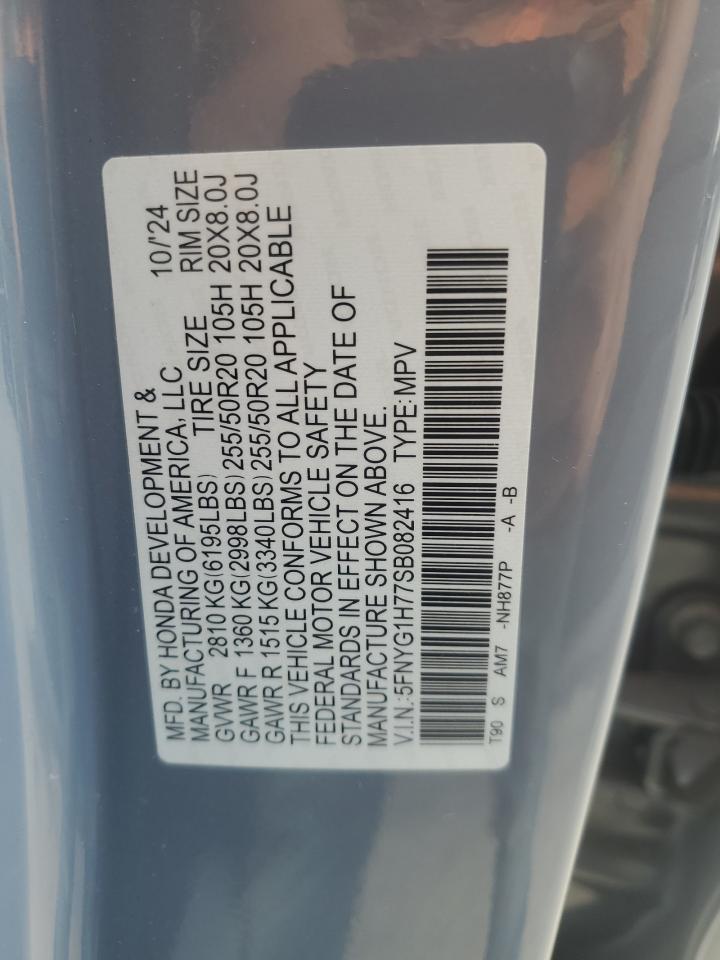 MFD. BY HONDA DEVELOPMENT & 10/'24
MANUFACTURING OF AMERICA, LLC
GVWR 2810 KG(6195LBS) TIRE SIZE RIM SIZE
GAWR F 1360 KG(2998LBS)255/50R20 105H 20X8.0J
GAWR R 1515 KG(3340LBS)255/50R20 105H 20X8.0J
THIS VEHICLE CONFORMS TO ALL APPLICABLE
FEDERAL MOTOR VEHICLE SAFETY
STANDARDS IN EFFECT ON THE DATE OF
MANUFACTURE SHOWN ABOVE.
V.I.N.:5FNYG1H77SB082416 TYPE:MPV
T90 S AM7 -NH877P -A -B